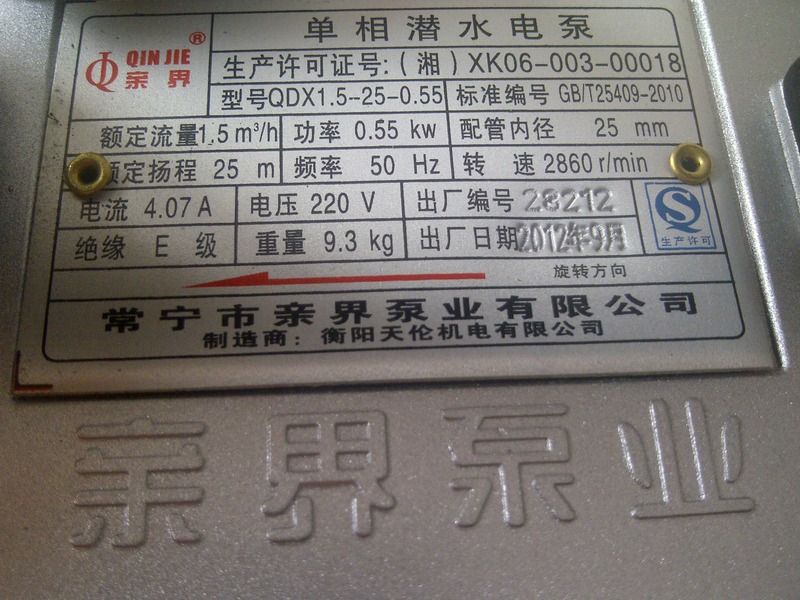 单相潜水电泵
QINJIE®
亲界
生产许可证号:(湘)XK06-003-00018
型号QDX1.5-25-0.55 标准编号 GB/T25409-2010
额定流量1.5m³/h 功率 0.55 kw 配管内径 25 mm
额定扬程 25 m 频率 50 Hz 转 速 2860 r/min
电流 4.07 A 电压 220 V 出厂编号 28212
绝缘 E 级 重量 9.3 kg 出厂日期 2012年9月
QS 生产许可
旋转方向
常宁市亲界泵业有限公司
制造商:衡阳天伦机电有限公司
亲界泵业